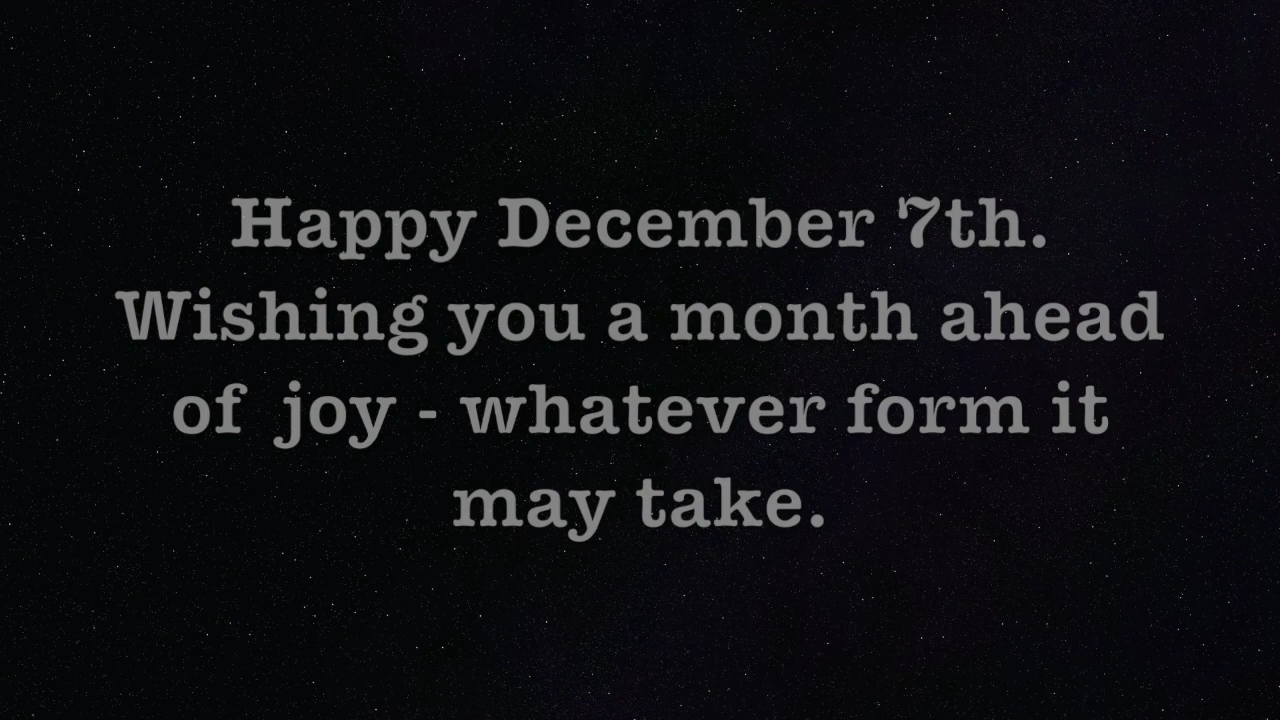 Happy December 7th.
Wishing you a month ahead
of  joy - whatever form it
may take.